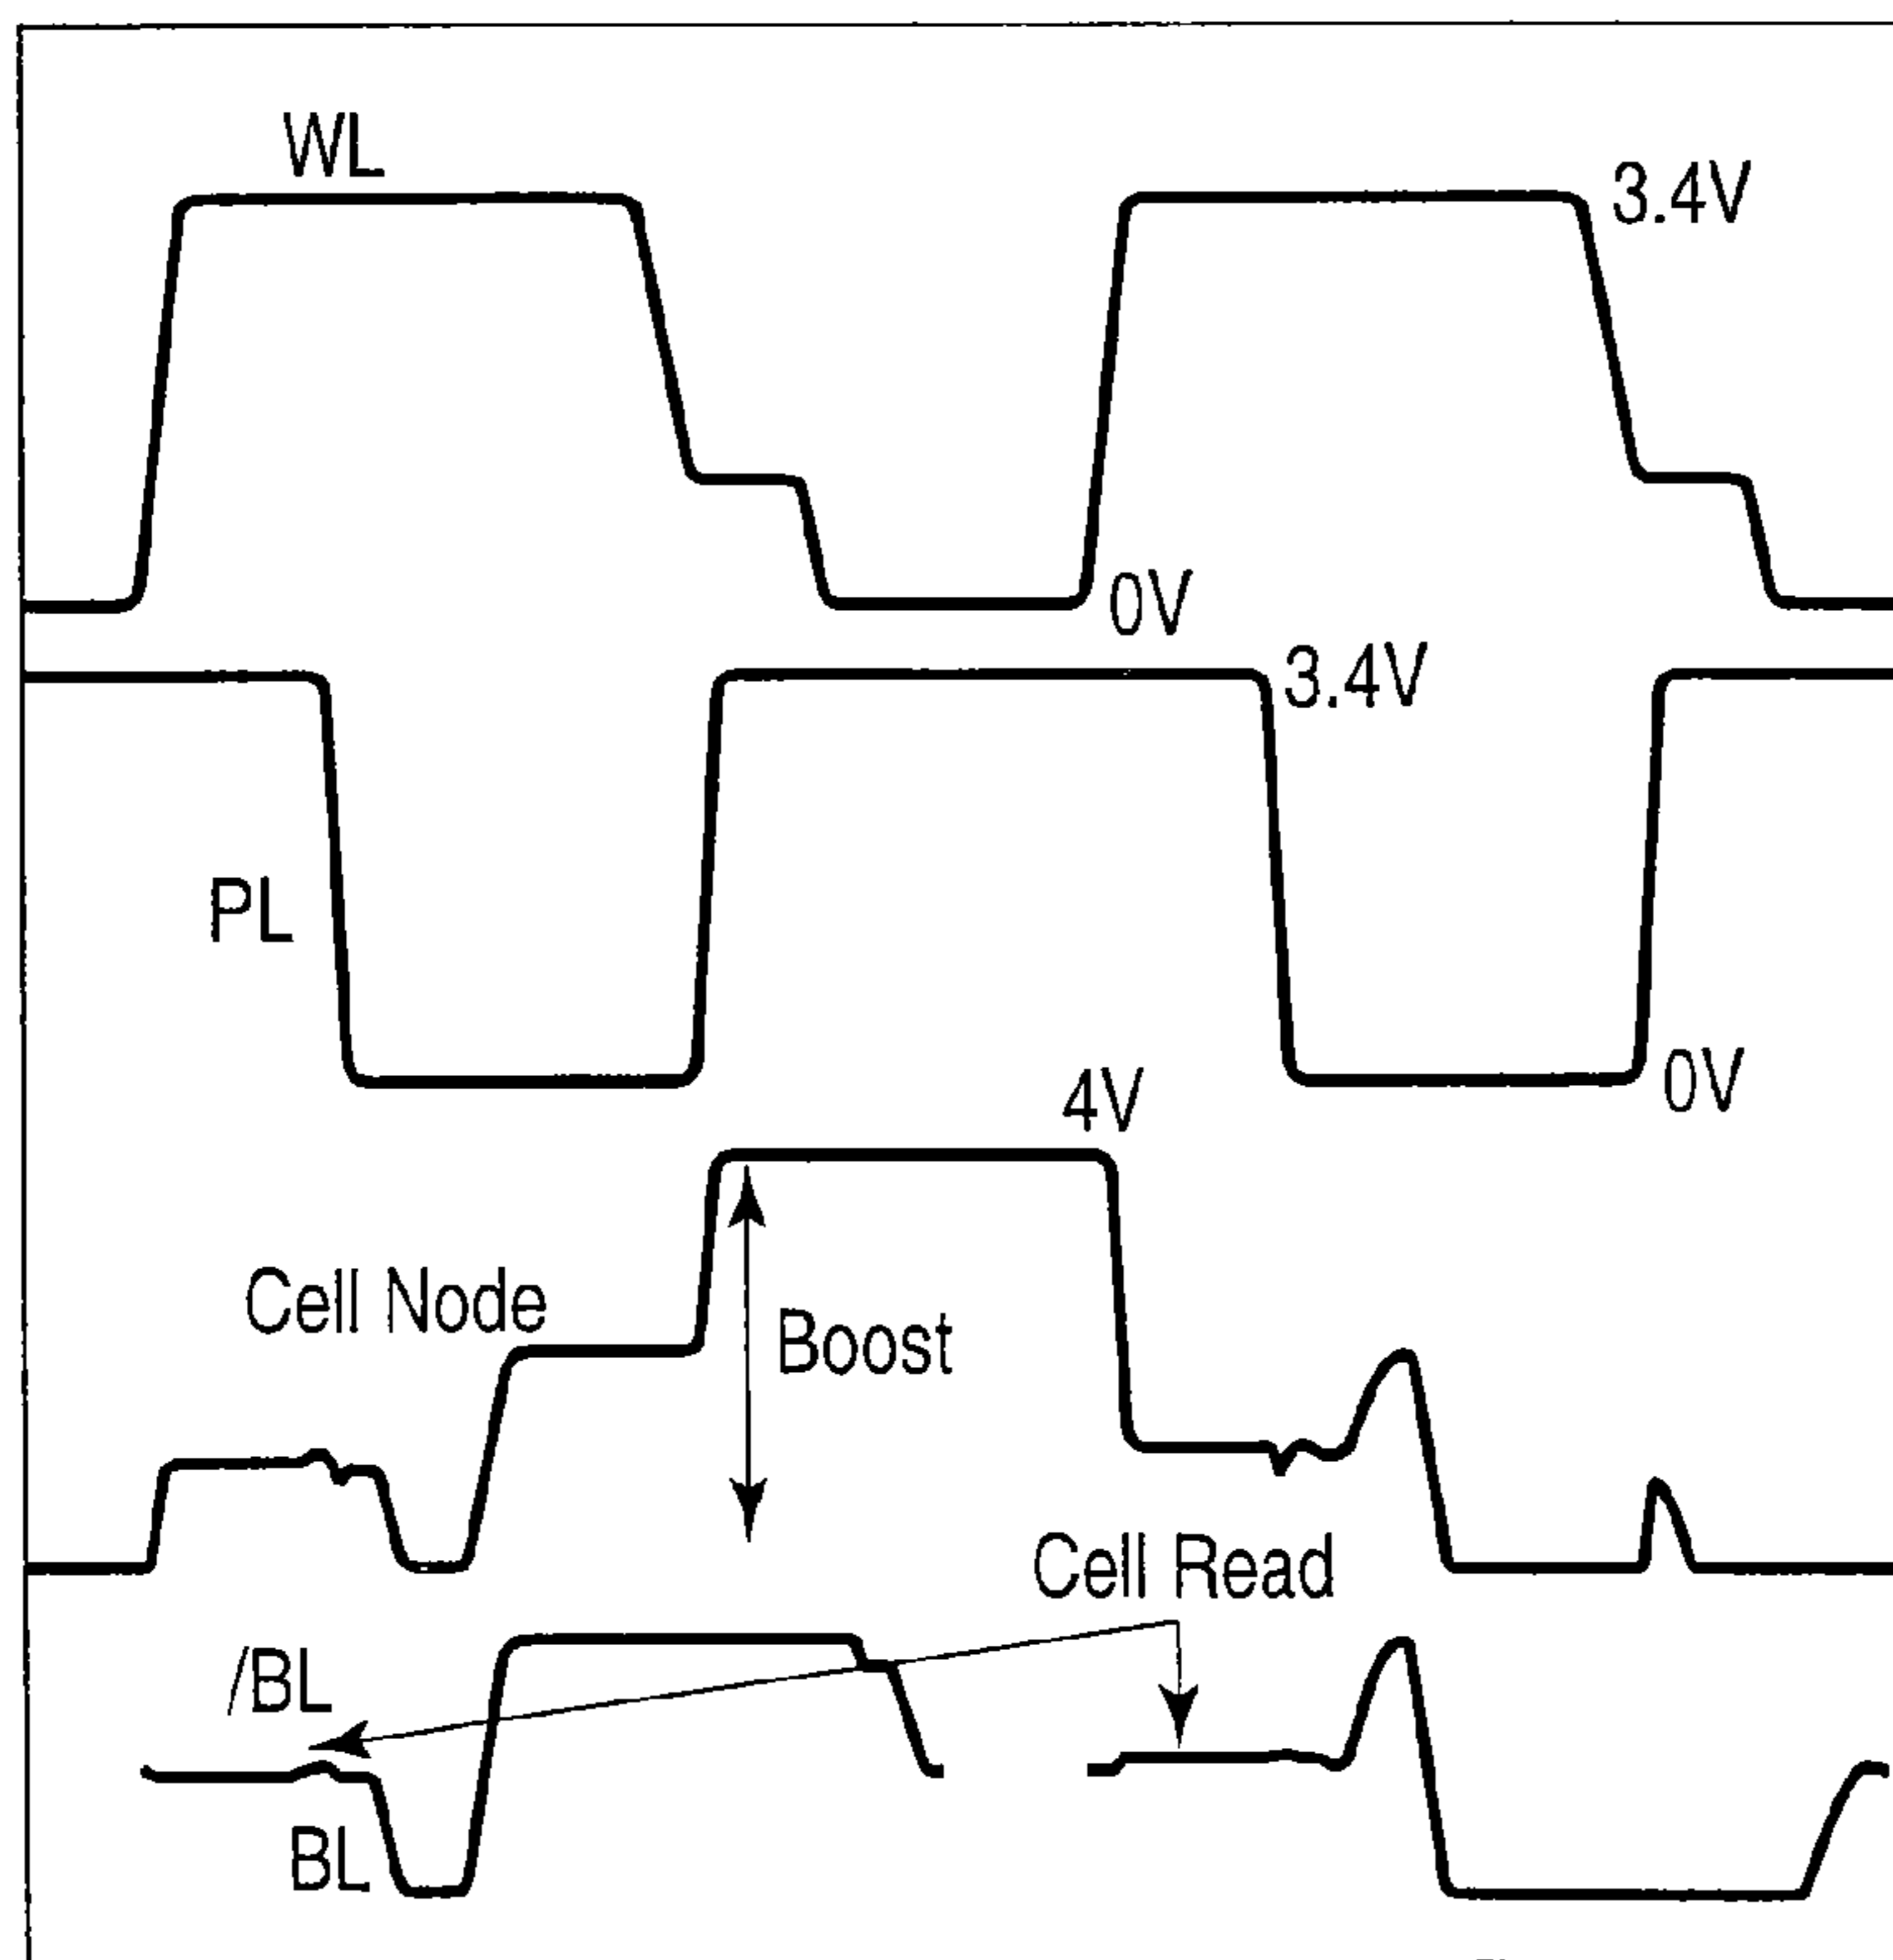 WL
3.4V
0V
3.4V
PL
0V
4V
Cell Node
Boost
Cell Read
/BL
BL